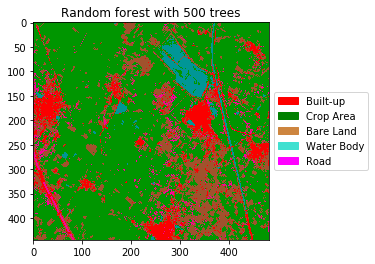 Random forest with 500 trees
0
50
100
150
200
250
300
350
400
0 100 200 300 400
Built-up
Crop Area
Bare Land
Water Body
Road